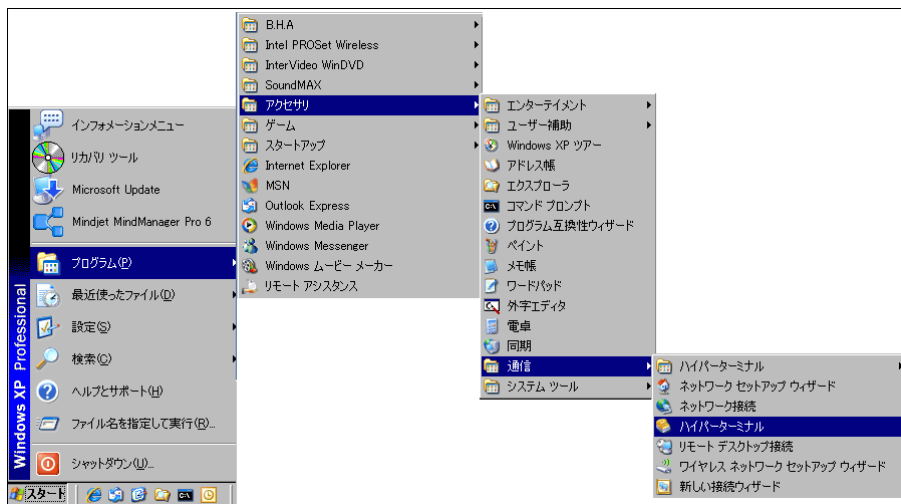 インフォメーションメニュー
リカバリ ツール
Microsoft Update
Mindjet MindManager Pro 6
プログラム(P)
最近使ったファイル(D)
設定(S)
検索(C)
ヘルプとサポート(H)
ファイル名を指定して実行(R)...
シャットダウン(U)...
Windows XP Professional
スタート
B.H.A
Intel PROSet Wireless
InterVideo WinDVD
SoundMAX
アクセサリ
ゲーム
スタートアップ
Internet Explorer
MSN
Outlook Express
Windows Media Player
Windows Messenger
Windows ムービー メーカー
リモート アシスタンス
エンターテイメント
ユーザー補助
Windows XP ツアー
アドレス帳
エクスプローラ
コマンド プロンプト
プログラム互換性ウィザード
ペイント
メモ帳
ワードパッド
外字エディタ
電卓
同期
通信
システム ツール
ハイパーターミナル
ネットワーク セットアップ ウィザード
ネットワーク接続
ハイパーターミナル
リモート デスクトップ接続
ワイヤレス ネットワーク セットアップ ウィザード
新しい接続ウィザード